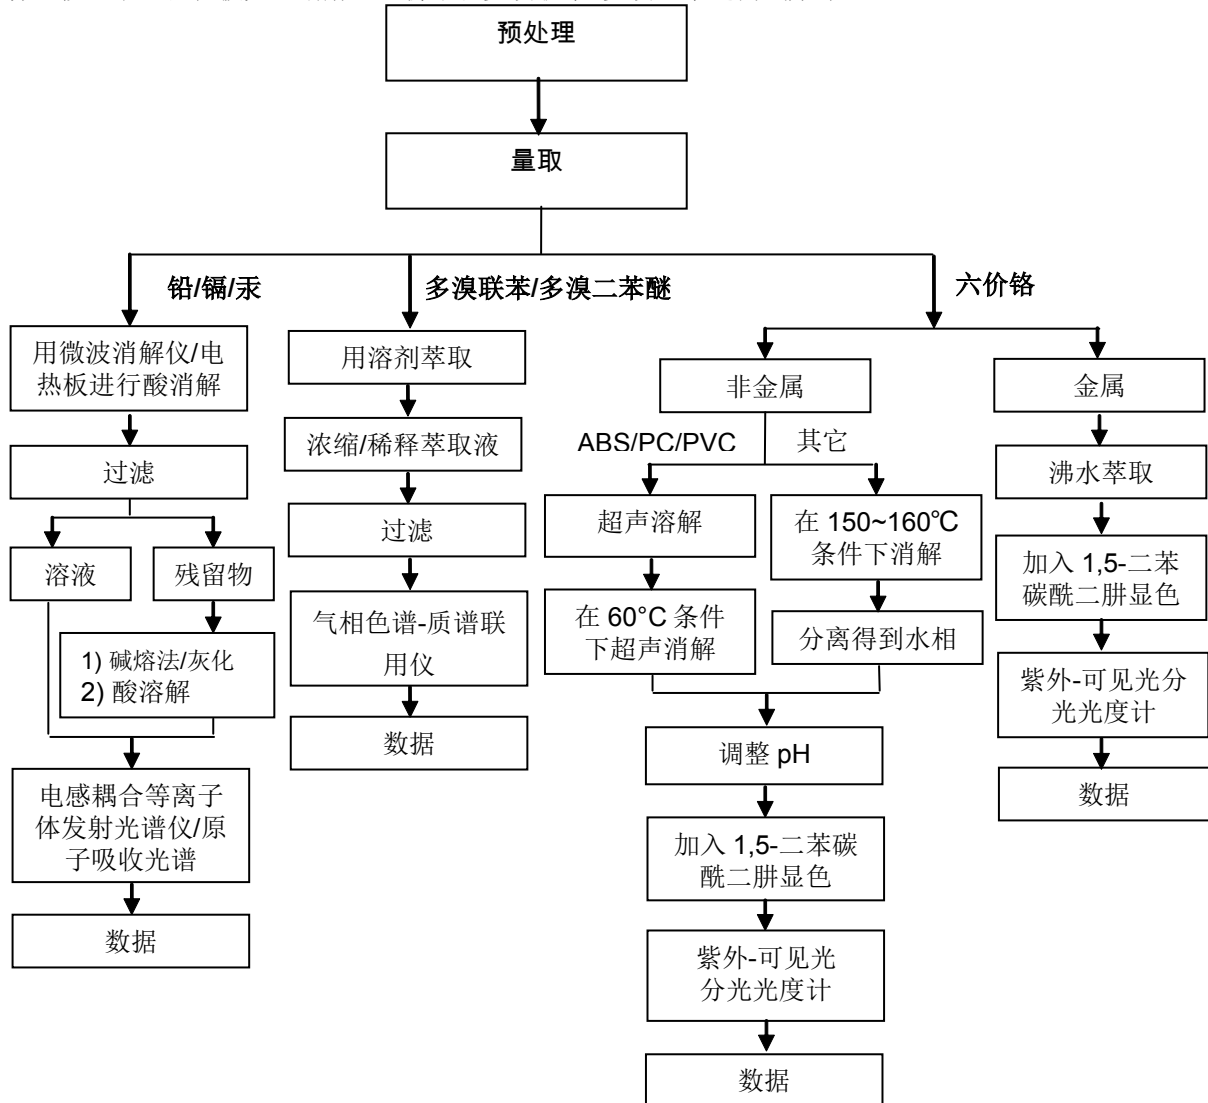 预处理
量取
铅/镉/汞
多溴联苯/多溴二苯醚
六价铬
用微波消解仪/电
热板进行酸消解
过滤
溶液
残留物
1) 碱熔法/灰化
2) 酸溶解
电感耦合等离子
体发射光谱仪/原
子吸收光谱
数据
用溶剂萃取
浓缩/稀释萃取液
过滤
气相色谱-质谱联
用仪
数据
非金属
ABS/PC/PVC
其它
超声溶解
在 60°C 条件
下超声消解
在 150~160℃
条件下消解
分离得到水相
调整 pH
加入 1,5-二苯碳
酰二肼显色
紫外-可见光
分光光度计
数据
金属
沸水萃取
加入 1,5-二苯
碳酰二肼显色
紫外-可见光分
光光度计
数据